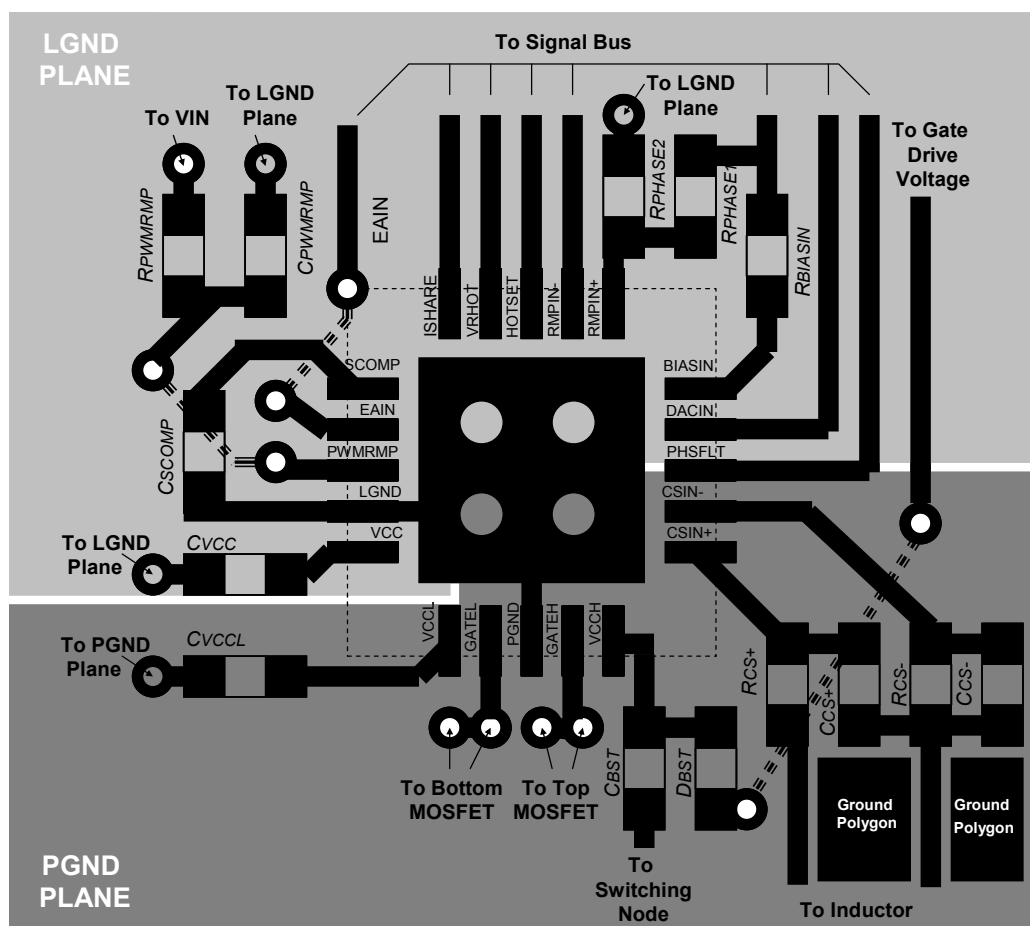 LGND
PLANE
To Signal Bus
To LGND
Plane
To VIN
To LGND
Plane
To Gate
Drive
Voltage
RPWMRMP
CPWMRMP
EAIN
RPHASE2
RPHASE1
RBIASIN
ISHARE
VRHOT
HOTSET
RMPIN-
RMPIN+
SCOMP
EAIN
PWMRMP
LGND
VCC
BIASIN
DACIN
PHSFLT
CSIN-
CSIN+
CSCOMP
To LGND
Plane
CVCC
To PGND
Plane
CVCCL
VCCL
GATEL
PGND
GATEH
VCCH
RCS+
CCS+
RCS-
CCS-
CBST
DBST
To Bottom
MOSFET
To Top
MOSFET
Ground
Polygon
Ground
Polygon
PGND
PLANE
To
Switching
Node
To Inductor